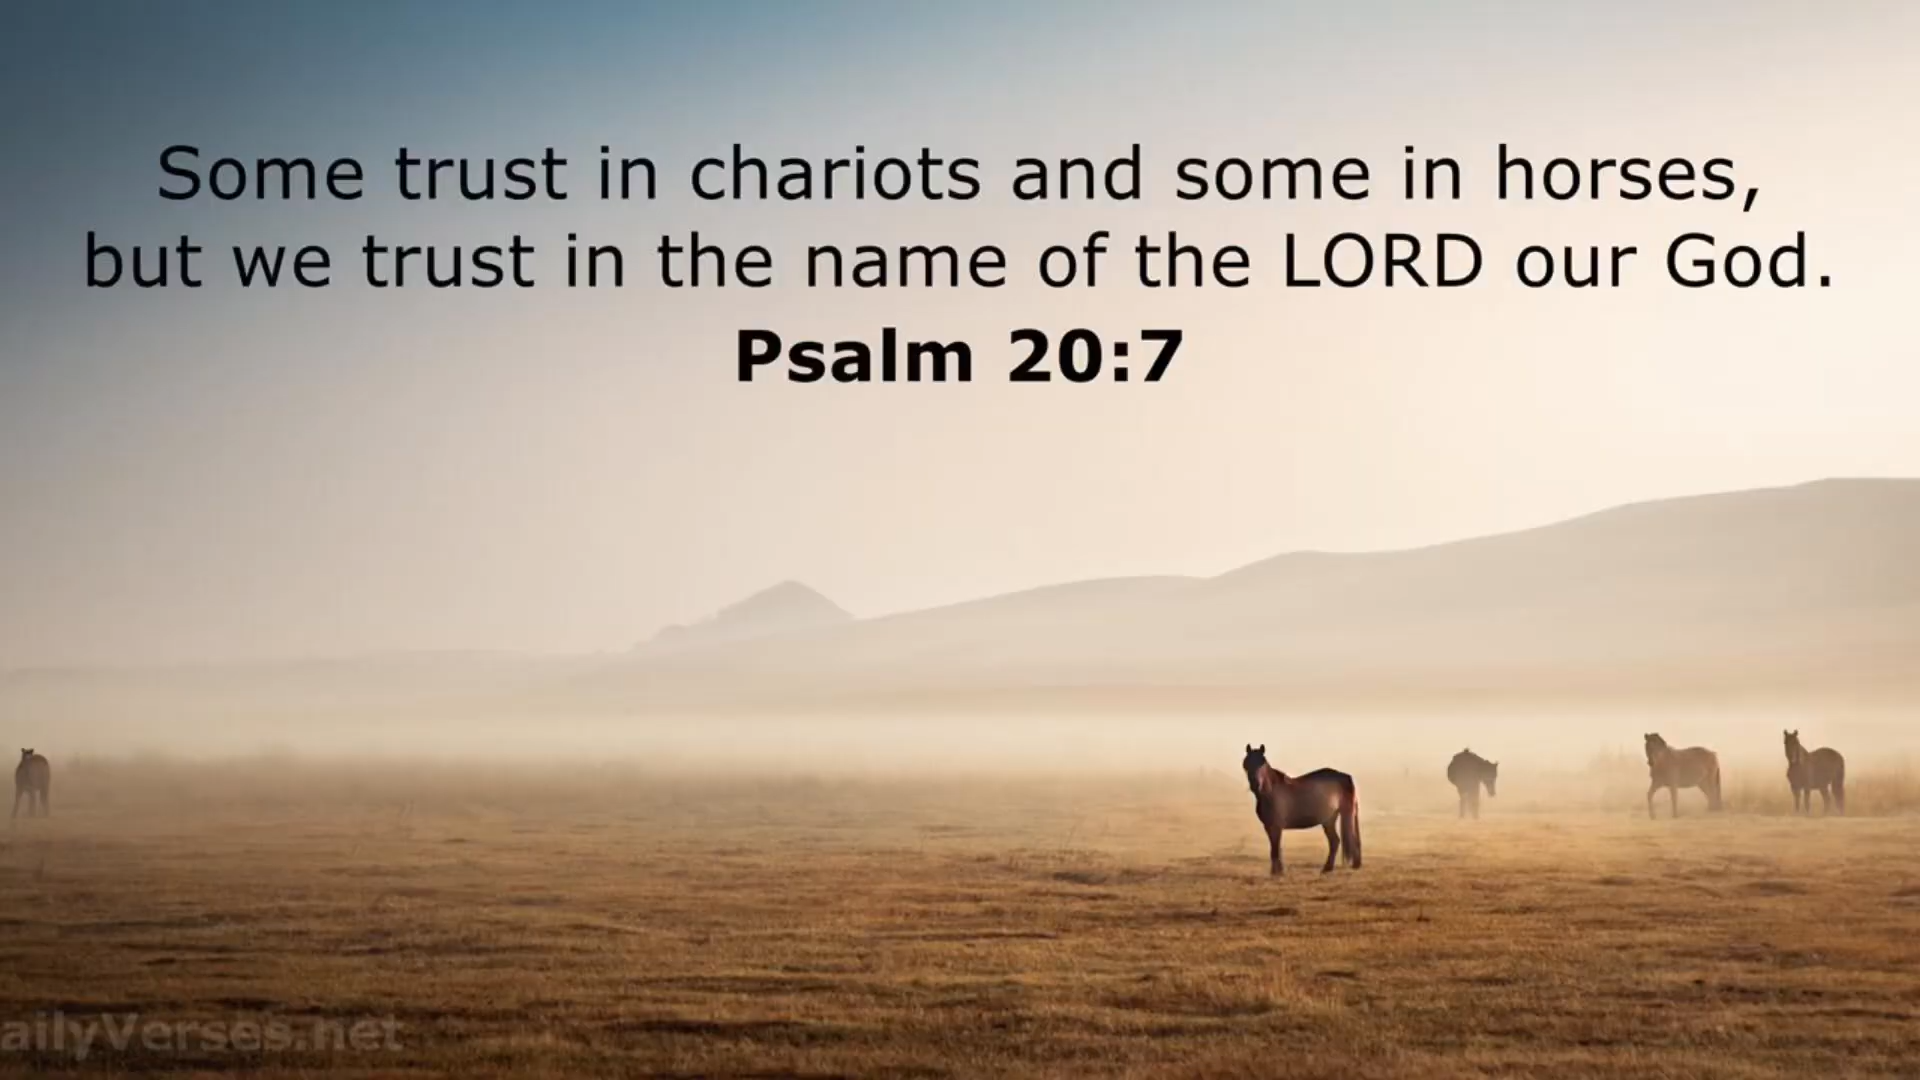 Some trust in chariots and some in horses,
but we trust in the name of the LORD our God.
Psalm 20:7
ailyVerses.net